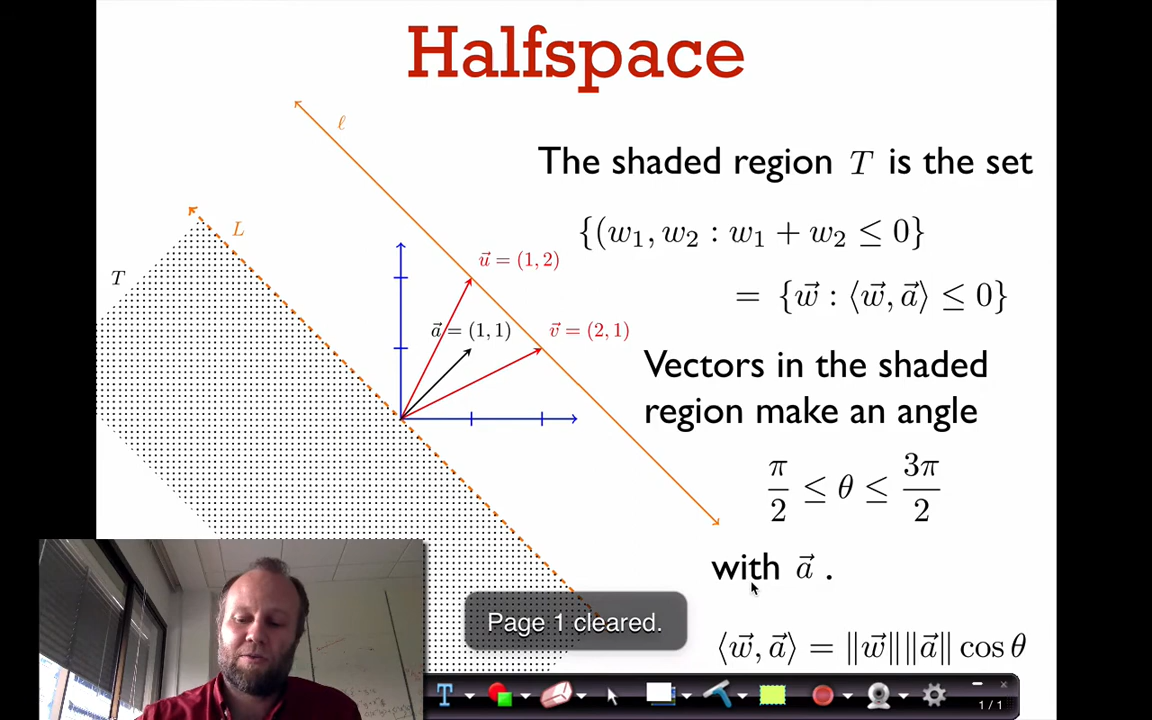 Halfspace
ℓ
The shaded region T is the set
L
{(w₁, w₂ : w₁ + w₂ ≤ 0}
u⃗ = (1, 2)
T
= {w⃗ : ⟨w⃗, a⃗⟩ ≤ 0}
a⃗ = (1, 1)
v⃗ = (2, 1)
Vectors in the shaded
region make an angle
π/2 ≤ θ ≤ 3π/2
with a⃗ .
Page 1 cleared.
⟨w⃗, a⃗⟩ = ‖w⃗‖‖a⃗‖ cos θ
T
1 / 1